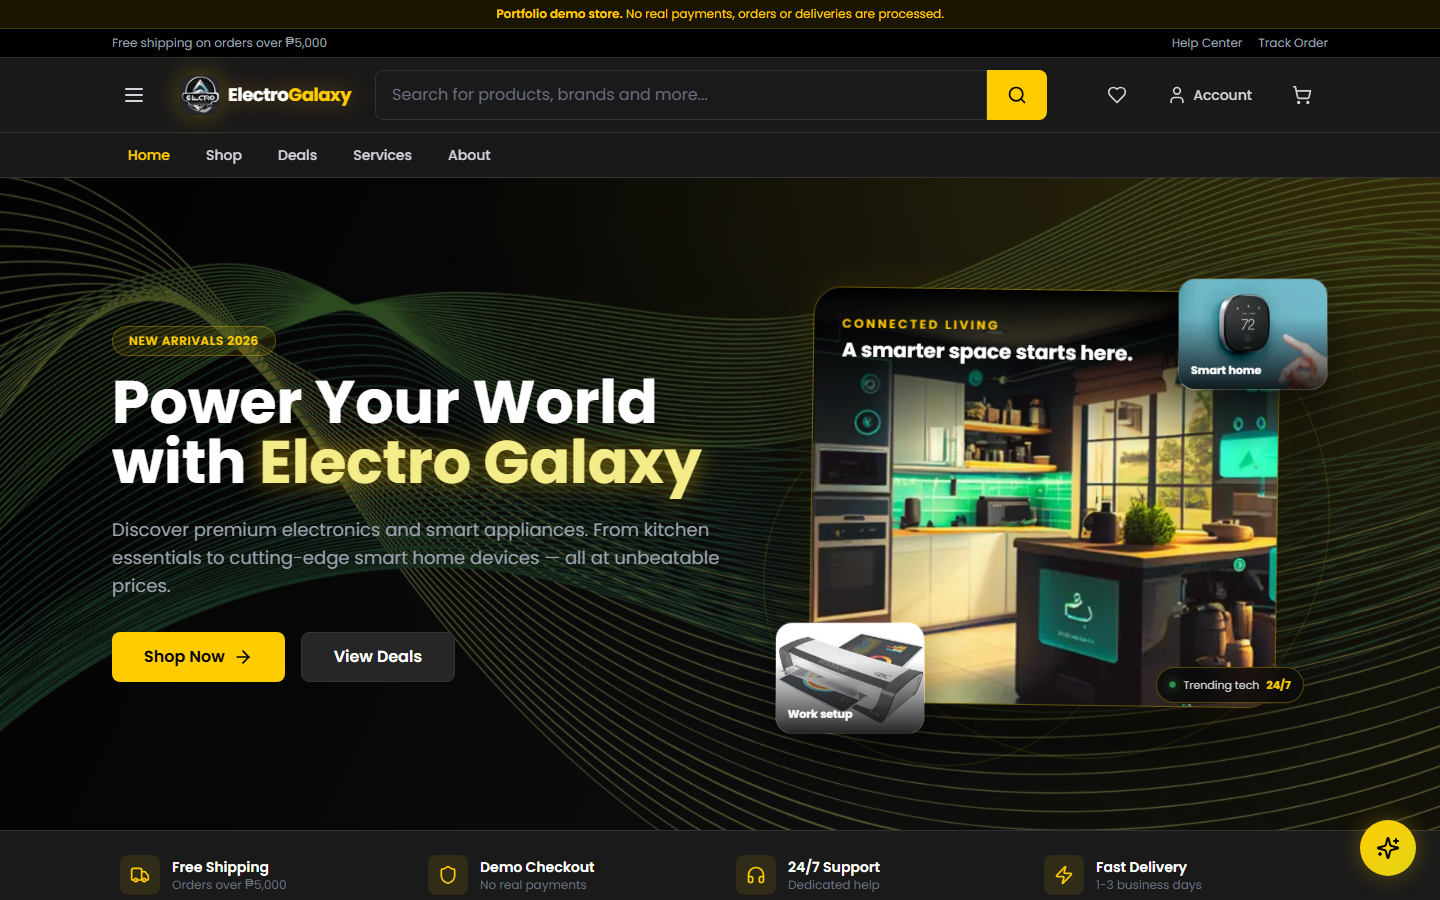 Portfolio demo store. No real payments, orders or deliveries are processed.
Free shipping on orders over ₱5,000
Help Center Track Order
ELECTRO
ElectroGalaxy
Search for products, brands and more...
Account
Home Shop Deals Services About
NEW ARRIVALS 2026
Power Your World
with Electro Galaxy
Discover premium electronics and smart appliances. From kitchen
essentials to cutting-edge smart home devices — all at unbeatable
prices.
Shop Now
View Deals
CONNECTED LIVING
A smarter space starts here.
72
Smart home
Work setup
Trending tech 24/7
Free Shipping
Orders over ₱5,000
Demo Checkout
No real payments
24/7 Support
Dedicated help
Fast Delivery
1-3 business days